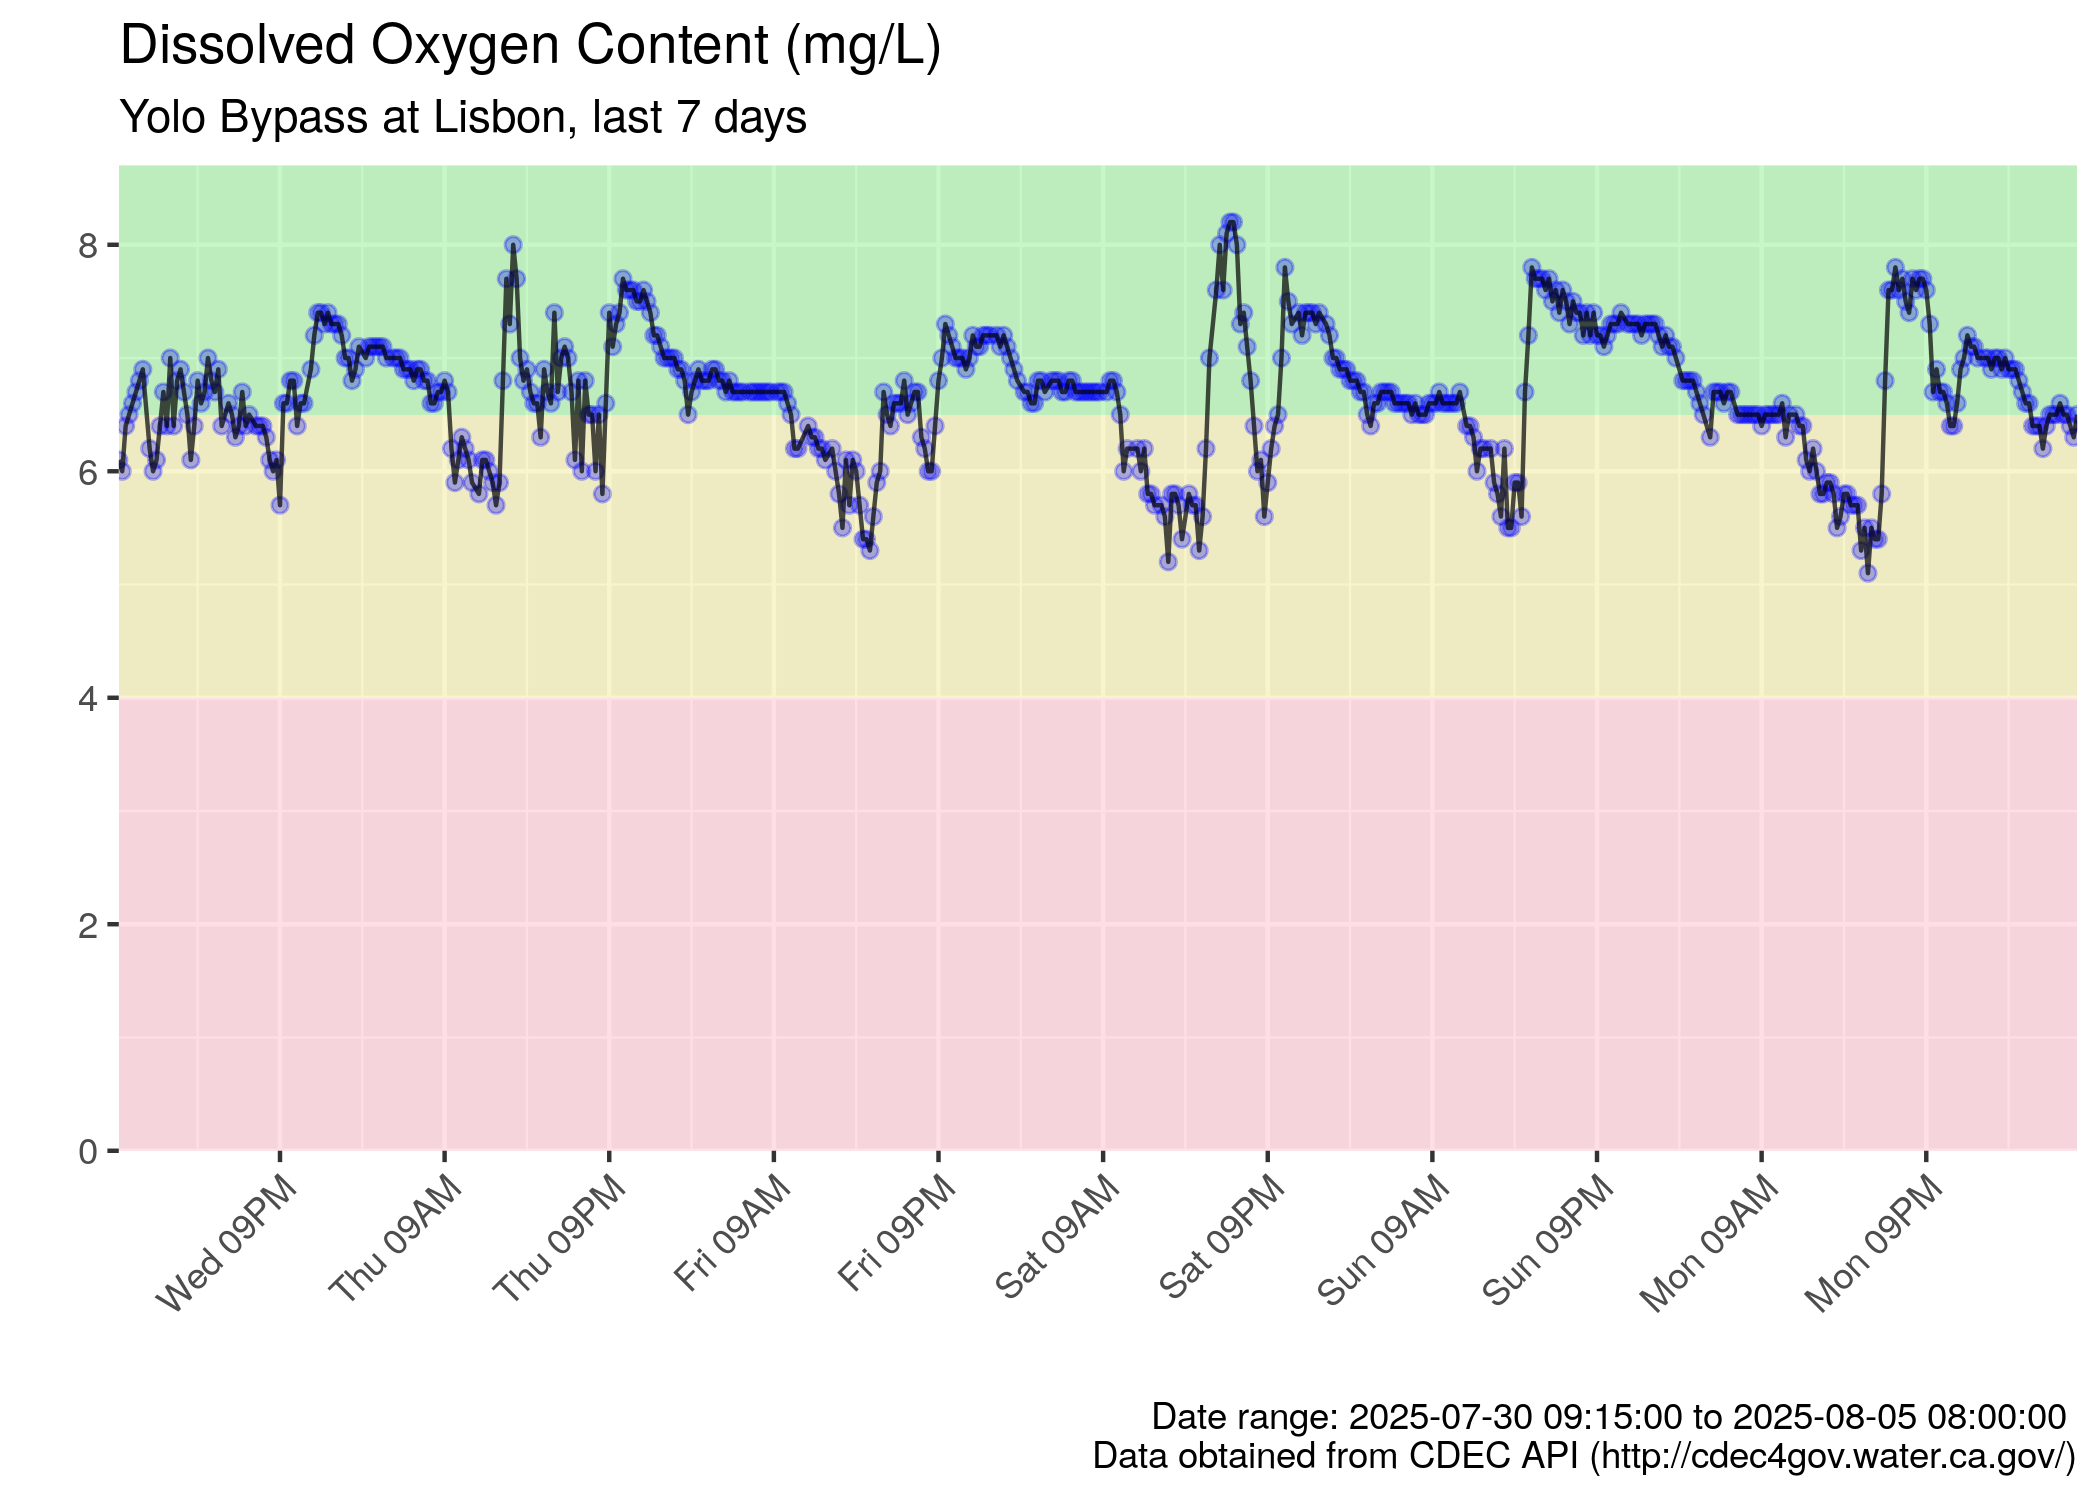 Dissolved Oxygen Content (mg/L)
Yolo Bypass at Lisbon, last 7 days
8
6
4
2
0
Wed 09PM
Thu 09AM
Thu 09PM
Fri 09AM
Fri 09PM
Sat 09AM
Sat 09PM
Sun 09AM
Sun 09PM
Mon 09AM
Mon 09PM
Date range: 2025-07-30 09:15:00 to 2025-08-05 08:00:00
Data obtained from CDEC API (http://cdec4gov.water.ca.gov/)